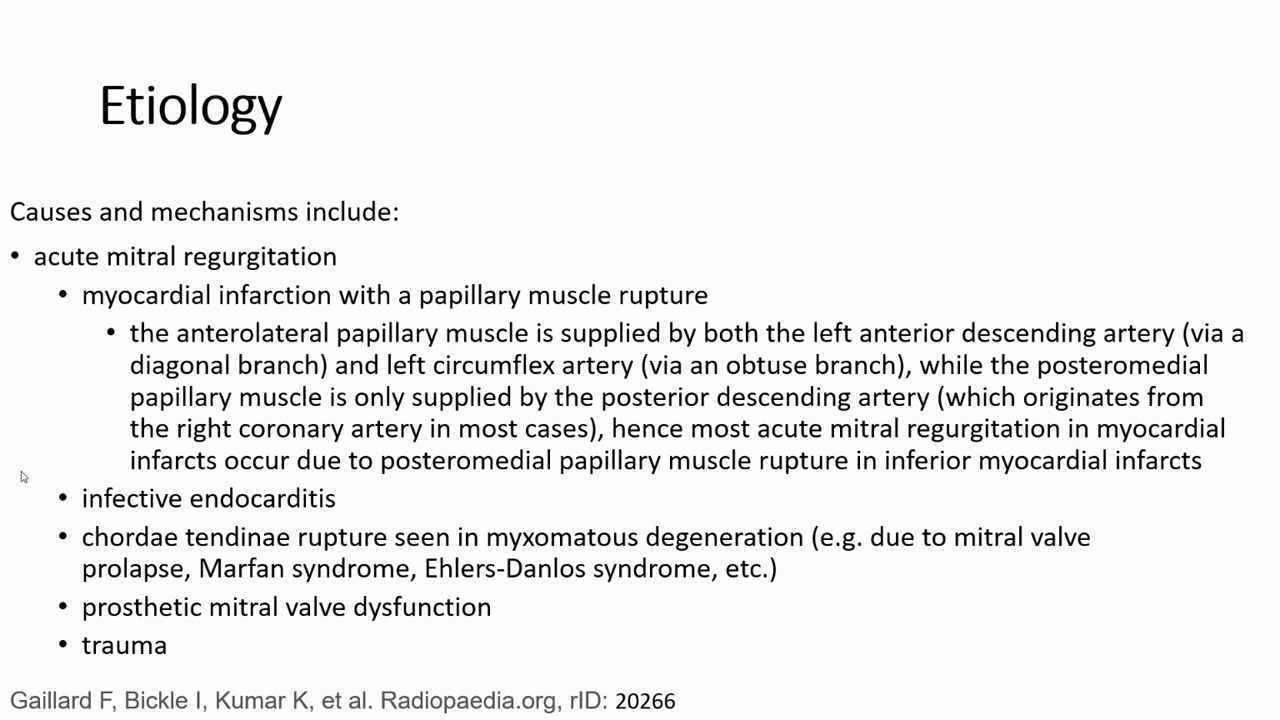 Etiology
Causes and mechanisms include:
• acute mitral regurgitation
• myocardial infarction with a papillary muscle rupture
• the anterolateral papillary muscle is supplied by both the left anterior descending artery (via a
diagonal branch) and left circumflex artery (via an obtuse branch), while the posteromedial
papillary muscle is only supplied by the posterior descending artery (which originates from
the right coronary artery in most cases), hence most acute mitral regurgitation in myocardial
infarcts occur due to posteromedial papillary muscle rupture in inferior myocardial infarcts
• infective endocarditis
• chordae tendinae rupture seen in myxomatous degeneration (e.g. due to mitral valve
prolapse, Marfan syndrome, Ehlers-Danlos syndrome, etc.)
• prosthetic mitral valve dysfunction
• trauma
Gaillard F, Bickle I, Kumar K, et al. Radiopaedia.org, rID: 20266